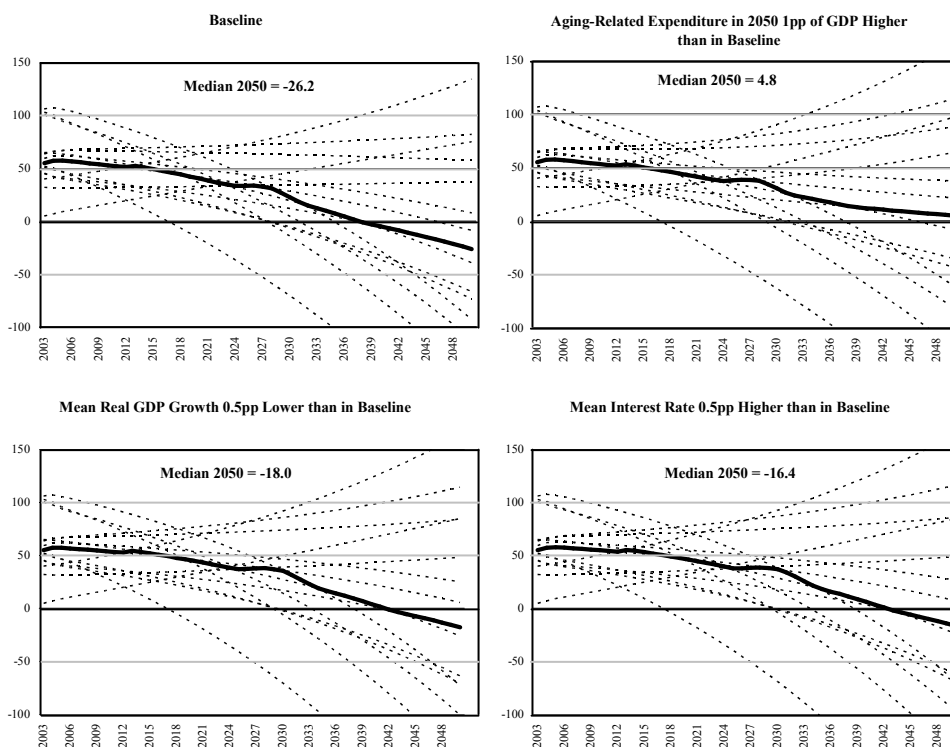 Baseline
Median 2050 = -26.2
150
100
50
0
-50
-100
2003 2006 2009 2012 2015 2018 2021 2024 2027 2030 2033 2036 2039 2042 2045 2048
Aging-Related Expenditure in 2050 1pp of GDP Higher
than in Baseline
Median 2050 = 4.8
150
100
50
0
-50
-100
2003 2006 2009 2012 2015 2018 2021 2024 2027 2030 2033 2036 2039 2042 2045 2048
Mean Real GDP Growth 0.5pp Lower than in Baseline
Median 2050 = -18.0
150
100
50
0
-50
-100
2003 2006 2009 2012 2015 2018 2021 2024 2027 2030 2033 2036 2039 2042 2045 2048
Mean Interest Rate 0.5pp Higher than in Baseline
Median 2050 = -16.4
150
100
50
0
-50
-100
2003 2006 2009 2012 2015 2018 2021 2024 2027 2030 2033 2036 2039 2042 2045 2048